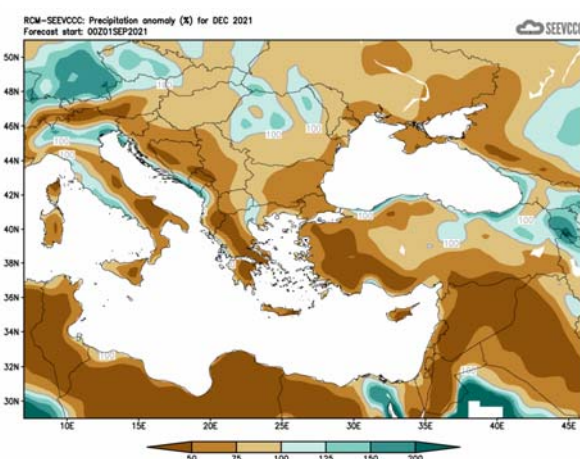 RCM-SEEVCCC: Precipitation anomaly (%) for DEC 2021
Forecast start: 00Z01SEP2021
SEEVCCC
50N
48N
46N
44N
42N
40N
38N
36N
34N
32N
30N
100
100
100
100
100
100
100
100
100
10E
15E
20E
25E
30E
35E
40E
45E
50
75
100
125
150
200